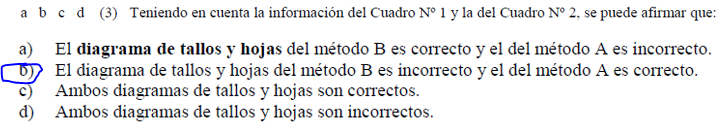 a b c d (3) Teniendo en cuenta la información del Cuadro Nº 1 y la del Cuadro Nº 2, se puede afirmar que:
a) El diagrama de tallos y hojas del método B es correcto y el del método A es incorrecto.
b) El diagrama de tallos y hojas del método B es incorrecto y el del método A es correcto.
c) Ambos diagramas de tallos y hojas son correctos.
d) Ambos diagramas de tallos y hojas son incorrectos.